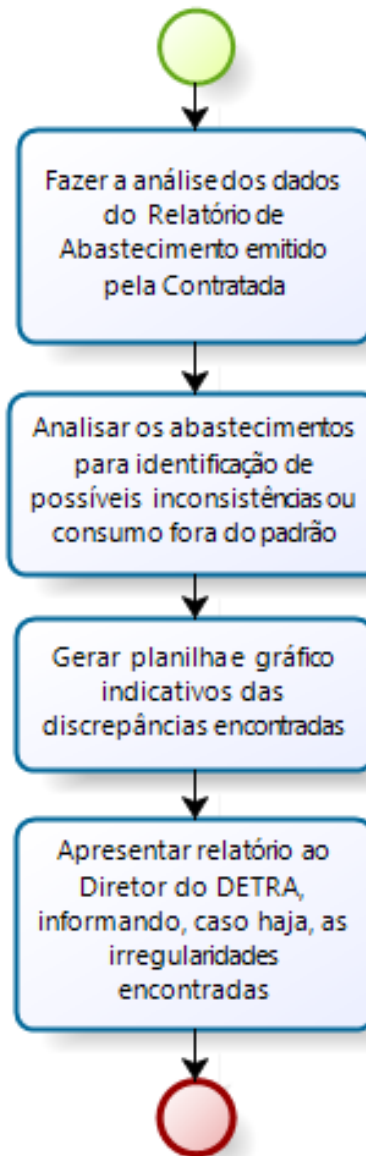 Fazer a análise dos dados
do Relatório de
Abastecimento emitido
pela Contratada
Analisar os abastecimentos
para identificação de
possíveis inconsistências ou
consumo fora do padrão
Gerar planilha e gráfico
indicativos das
discrepâncias encontradas
Apresentar relatório ao
Diretor do DETRA,
informando, caso haja, as
irregularidades
encontradas